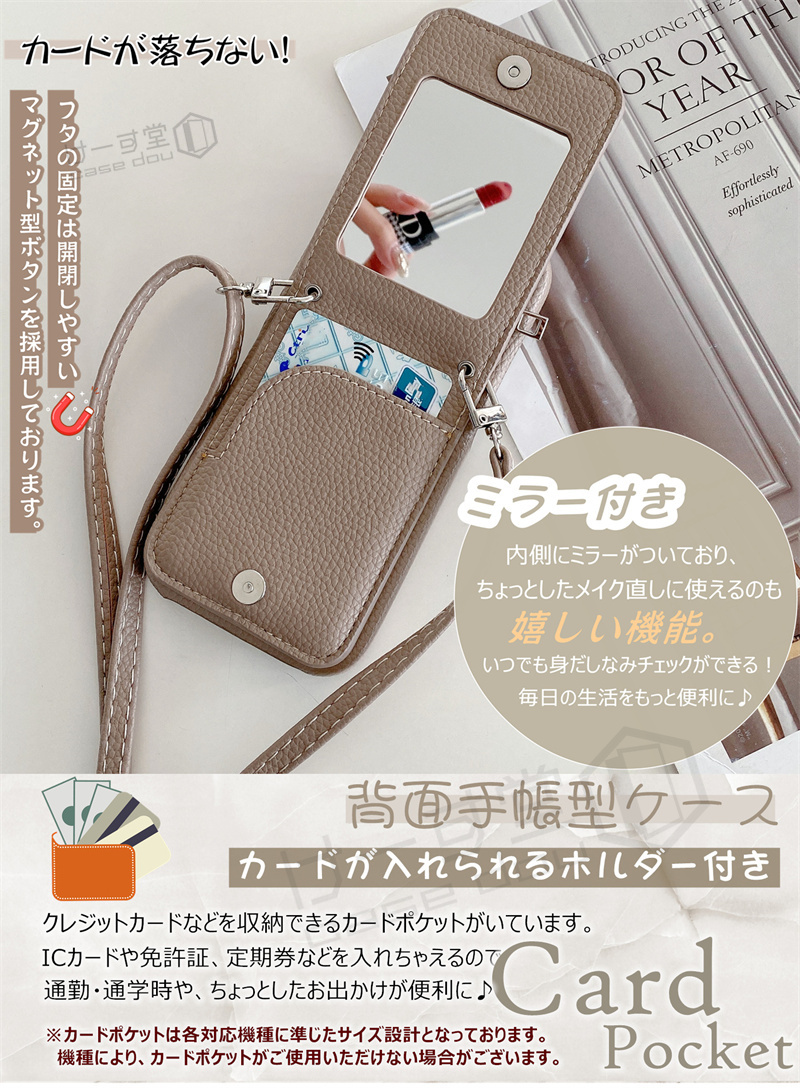 カードが落ちない!
フタの固定は開閉しやすい
マグネット型ボタンを採用しております。
けーす堂
case dou
TRODUCING THE 2
OR OF TH
YEAR
METROPOLITAN
AF-690
Effortlessly
sophisticated
D
ミラー付き
内側にミラーがついており、
ちょっとしたメイク直しに使えるのも
嬉しい機能。
いつでも身だしなみチェックができる!
毎日の生活をもっと便利に♪
背面手帳型ケース
カードが入れられるホルダー付き
クレジットカードなどを収納できるカードポケットがいています。
ICカードや免許証、定期券などを入れちゃえるので
通勤・通学時や、ちょっとしたお出かけが便利に♪
Card
Pocket
※カードポケットは各対応機種に準じたサイズ設計となっております。
機種により、カードポケットがご使用いただけない場合がございます。